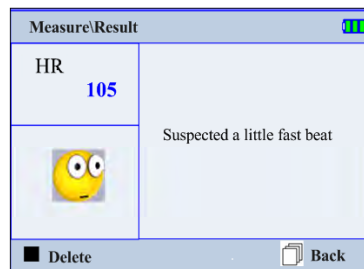 Measure\Result
HR
105
Suspected a little fast beat
Delete
Back